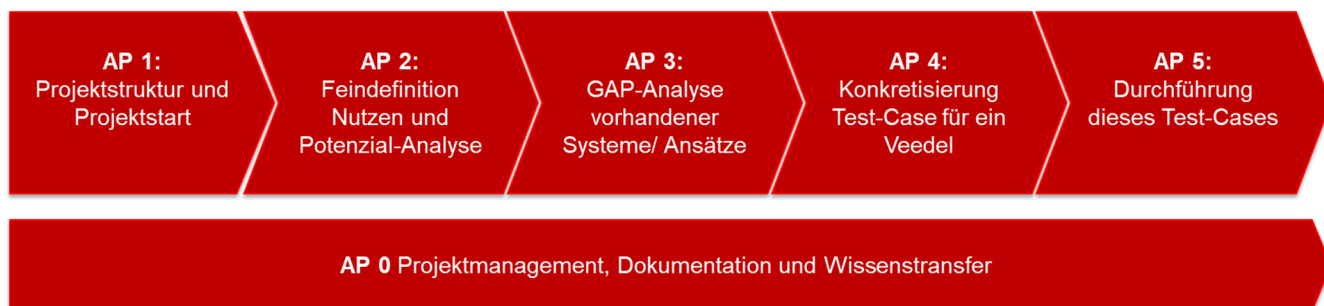 AP 1:
Projektstruktur und
Projektstart
AP 2:
Feindefinition
Nutzen und
Potenzial-Analyse
AP 3:
GAP-Analyse
vorhandener
Systeme/ Ansätze
AP 4:
Konkretisierung
Test-Case für ein
Veedel
AP 5:
Durchführung
dieses Test-Cases
AP 0 Projektmanagement, Dokumentation und Wissenstransfer